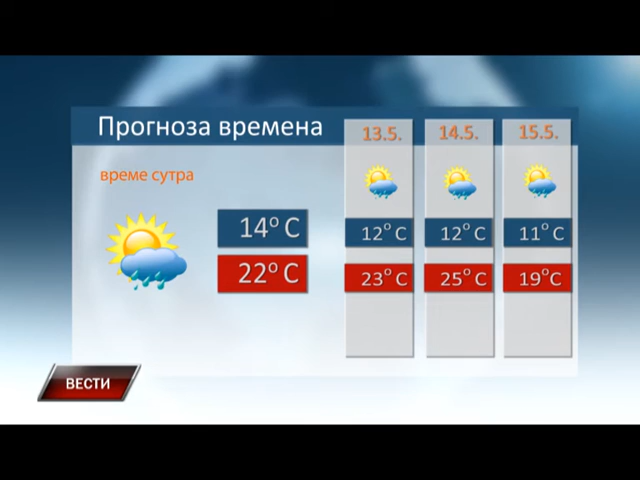 Прогноза времена
време сутра
14° C
22° C
13.5.
12° C
23° C
14.5.
12° C
25° C
15.5.
11° C
19°C
ВЕСТИ